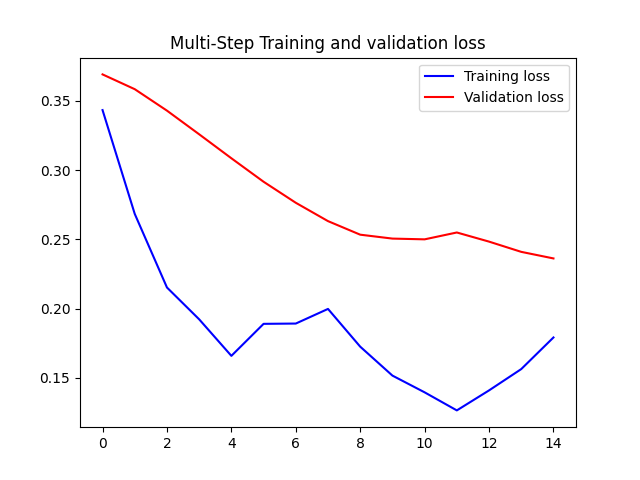 Multi-Step Training and validation loss
Training loss
Validation loss
0.35
0.30
0.25
0.20
0.15
0 2 4 6 8 10 12 14